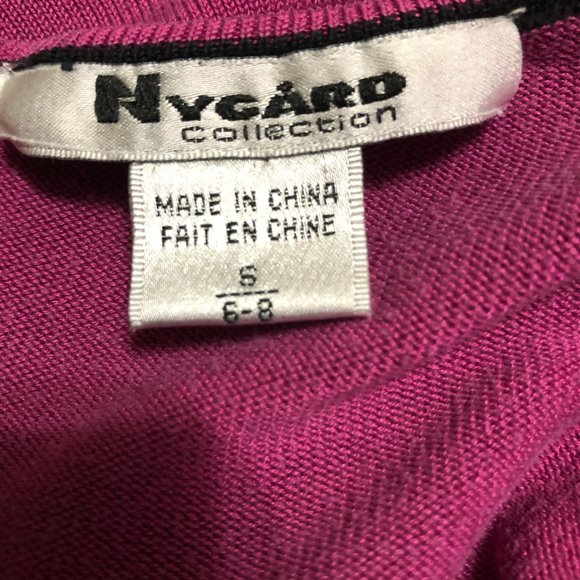 NYGÅRD
Collection
MADE IN CHINA
FAIT EN CHINE
S
6-8